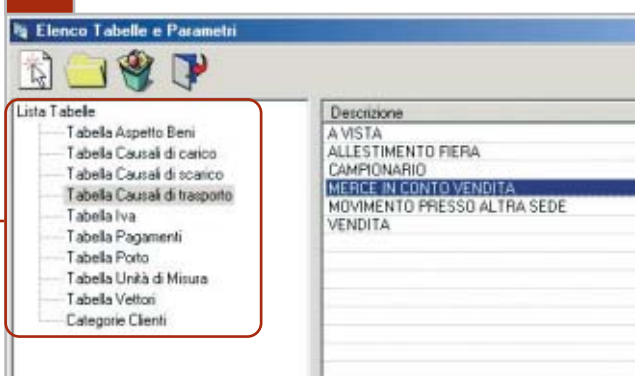 Elenco Tabelle e Parametri
Lista Tabelle
Tabella Aspetto Beni
Tabella Causali di carico
Tabella Causali di scarico
Tabella Causali di trasporto
Tabella Iva
Tabella Pagamenti
Tabella Porto
Tabella Unità di Misura
Tabella Vettori
Categorie Clienti
Descrizione
A VISTA
ALLESTIMENTO FIERA
CAMPIONARIO
MERCE IN CONTO VENDITA
MOVIMENTO PRESSO ALTRA SEDE
VENDITA